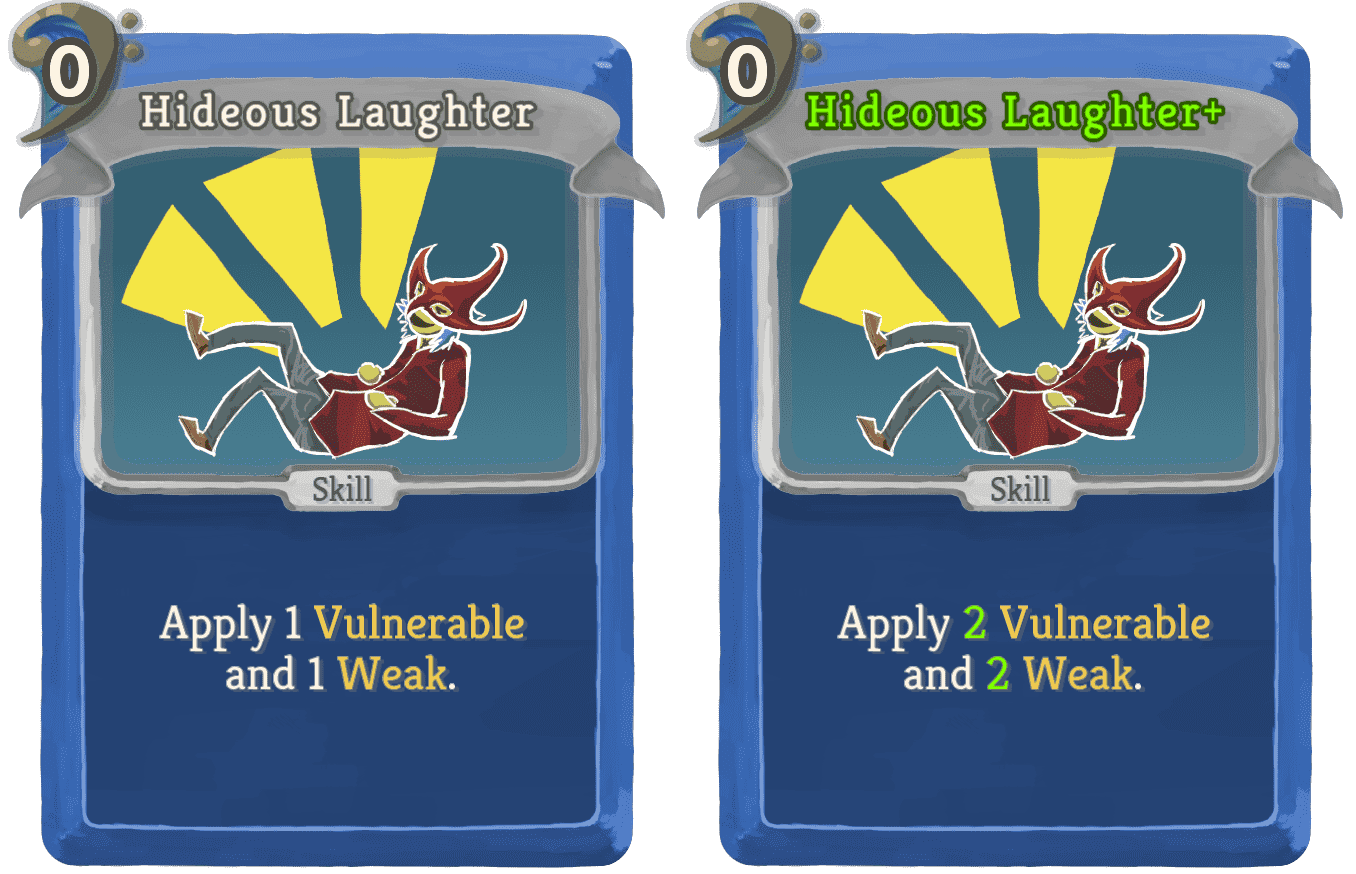 0
Hideous Laughter
Skill
Apply 1 Vulnerable
and 1 Weak.
0
Hideous Laughter+
Skill
Apply 2 Vulnerable
and 2 Weak.